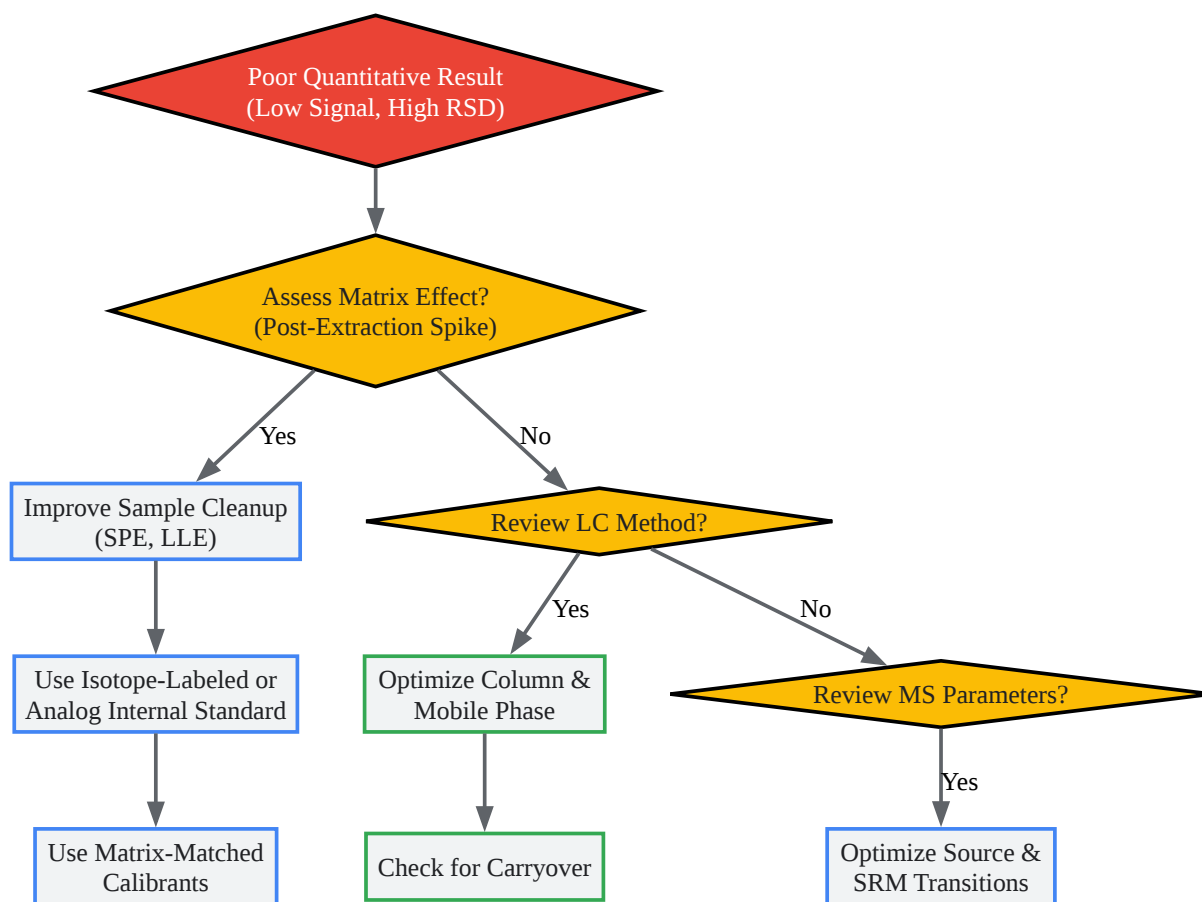 Poor Quantitative Result
(Low Signal, High RSD)
Assess Matrix Effect?
(Post-Extraction Spike)
Yes
No
Improve Sample Cleanup
(SPE, LLE)
Review LC Method?
Yes
No
Use Isotope-Labeled or
Analog Internal Standard
Optimize Column &
Mobile Phase
Review MS Parameters?
Yes
Use Matrix-Matched
Calibrants
Check for Carryover
Optimize Source &
SRM Transitions